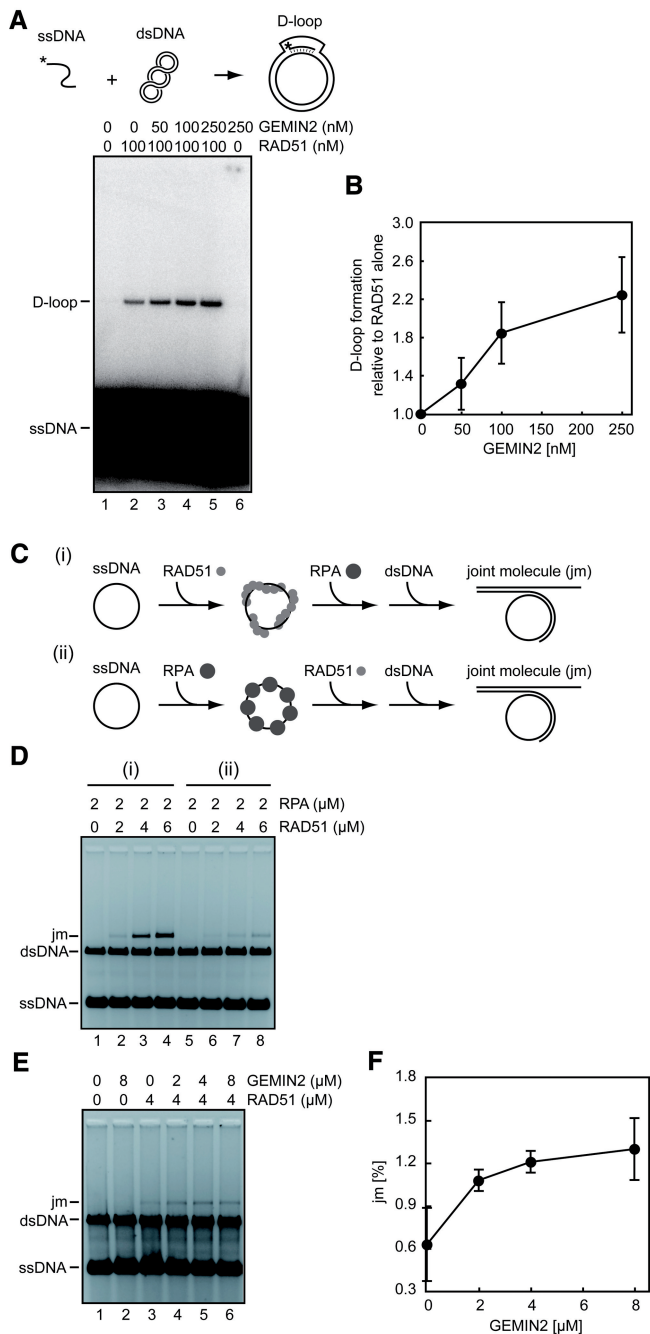 A
ssDNA
dsDNA
D-loop
*
+
*
0 0 50 100 250 250 GEMIN2 (nM)
0 100 100 100 100 0 RAD51 (nM)
D-loop
ssDNA
1 2 3 4 5 6
B
3.0
2.6
2.2
1.8
1.4
1.0
D-loop formation
relative to RAD51 alone
0 50 100 150 200 250
GEMIN2 [nM]
C
(i)
ssDNA RAD51 RPA dsDNA joint molecule (jm)
(ii)
ssDNA RPA RAD51 dsDNA joint molecule (jm)
D
(i) (ii)
2 2 2 2 2 2 2 2 RPA (μM)
0 2 4 6 0 2 4 6 RAD51 (μM)
jm
dsDNA
ssDNA
1 2 3 4 5 6 7 8
E
0 8 0 2 4 8 GEMIN2 (μM)
0 0 4 4 4 4 RAD51 (μM)
jm
dsDNA
ssDNA
1 2 3 4 5 6
F
1.8
1.5
1.2
0.9
0.6
0.3
jm [%]
0 2 4 6 8
GEMIN2 [μM]